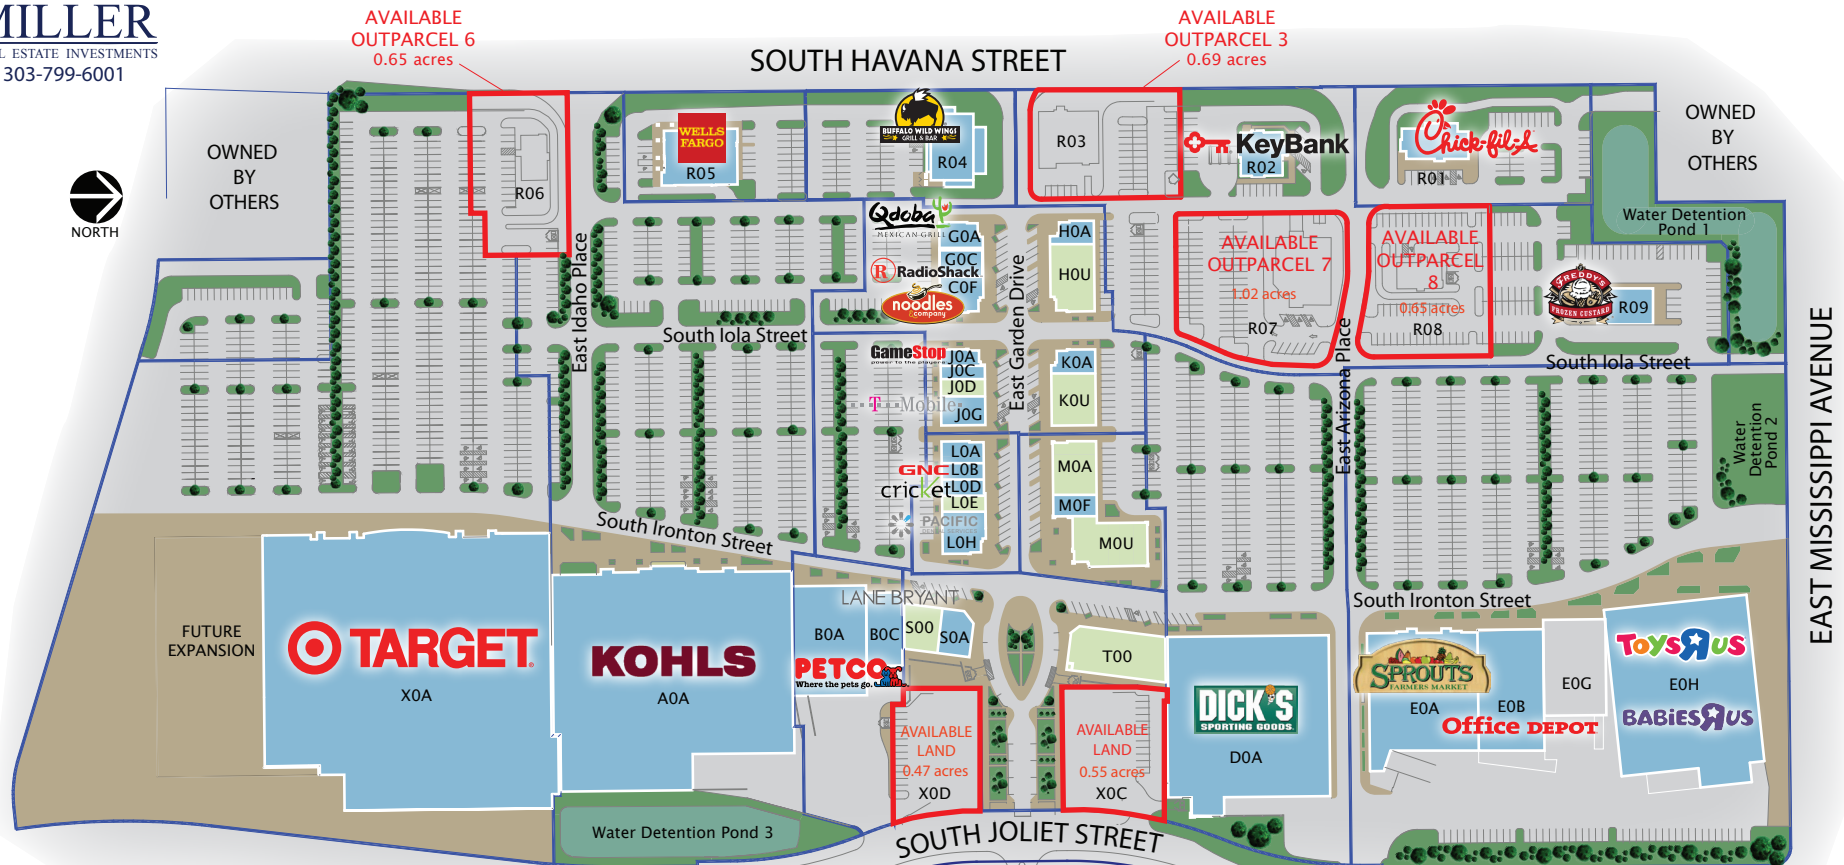 MILLER
ESTATE INVESTMENTS
303-799-6001
AVAILABLE
OUTPARCEL 6
0.65 acres
SOUTH HAVANA STREET
AVAILABLE
OUTPARCEL 3
0.69 acres
OWNED
BY
OTHERS
NORTH
R06
WELLS
FARGO
R05
BUFFALO WILD WINGS
GRILL & BAR
R04
R03
KeyBank
R02
Chick-fil-A
R01
OWNED
BY
OTHERS
Water Detention
Pond 1
Qdoba
MEXICAN GRILL
G0A
G0C
R RadioShack
C0F
noodles
& company
H0A
H0U
East Idaho Place
East Garden Drive
South Iola Street
AVAILABLE
OUTPARCEL 7
1.02 acres
R07
AVAILABLE
OUTPARCEL
8
0.65 acres
R08
FREDDY'S
FROZEN CUSTARD
R09
South Iola Street
East Arizona Place
EAST MISSISSIPPI AVENUE
GameStop
power to the players
J0A
J0C
J0D
T Mobile
J0G
K0A
K0U
L0A
GNC
L0B
cricket
L0D
L0E
PACIFIC
L0H
M0A
M0F
M0U
Water
Detention
Pond 2
South Ironton Street
South Ironton Street
FUTURE
EXPANSION
TARGET
X0A
KOHLS
A0A
LANE BRYANT
B0A
B0C
S00
S0A
PETCO
Where the pets go.
T00
DICK'S
SPORTING GOODS
D0A
SPROUTS
FARMERS MARKET
E0A
E0B
Office DEPOT
E0G
TOYS R US
E0H
BABIES R US
AVAILABLE
LAND
0.47 acres
X0D
AVAILABLE
LAND
0.55 acres
X0C
Water Detention Pond 3
SOUTH JOLIET STREET